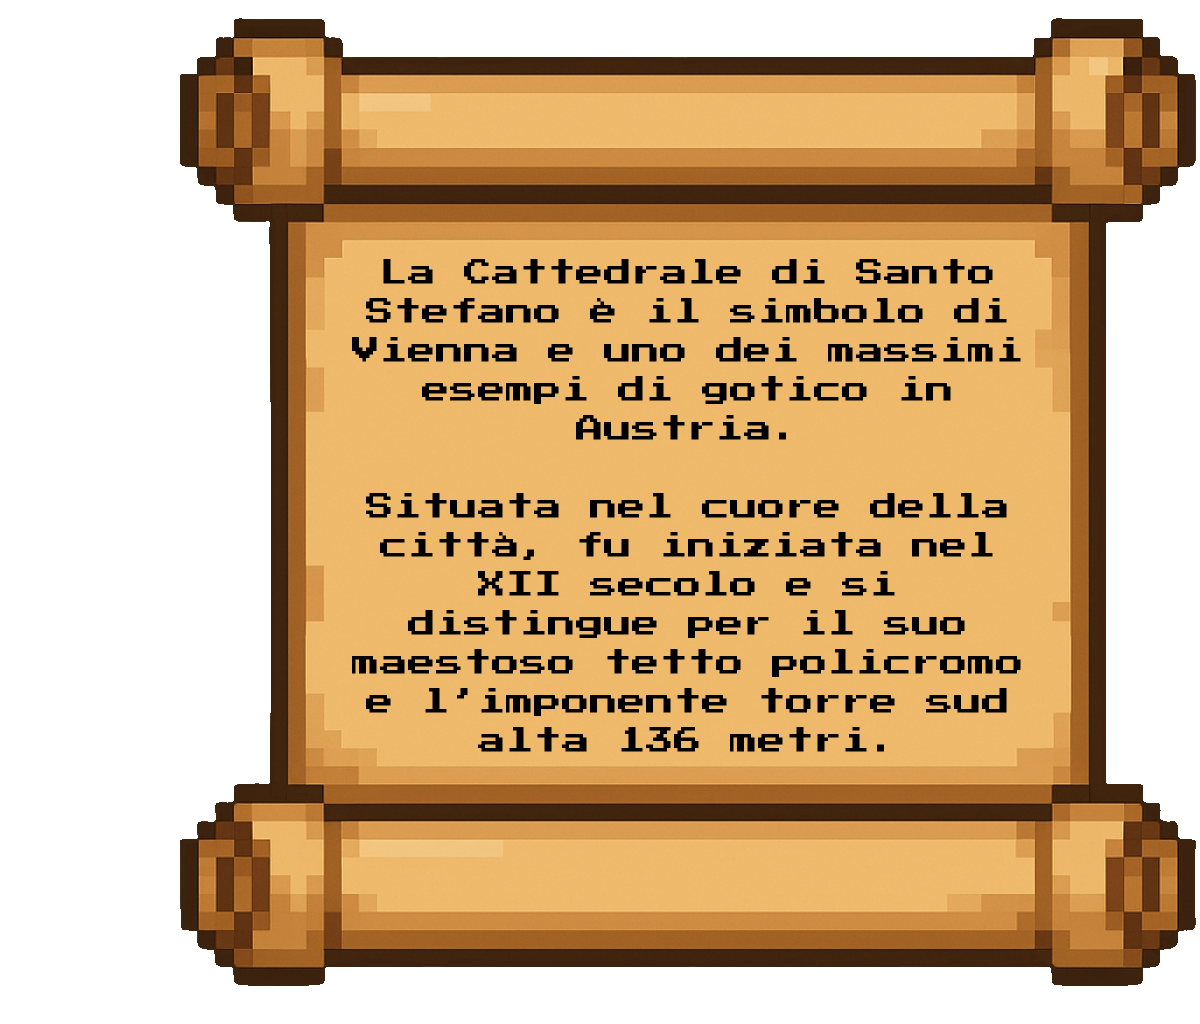 La Cattedrale di Santo
Stefano è il simbolo di
Vienna e uno dei massimi
esempi di gotico in
Austria.
Situata nel cuore della
città, fu iniziata nel
XII secolo e si
distingue per il suo
maestoso tetto policromo
e l'imponente torre sud
alta 136 metri.